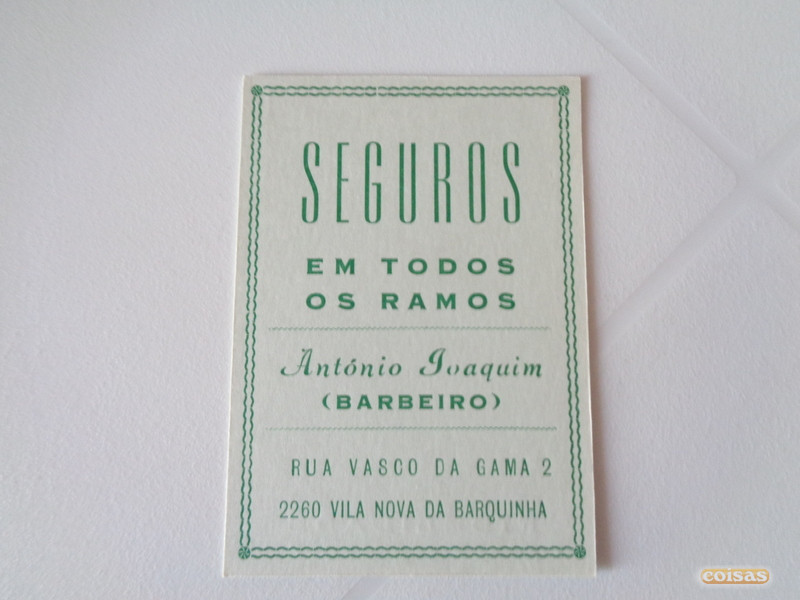 SEGUROS
EM TODOS
OS RAMOS
António Joaquim
(BARBEIRO)
RUA VASCO DA GAMA 2
2260 VILA NOVA DA BARQUINHA
coisas